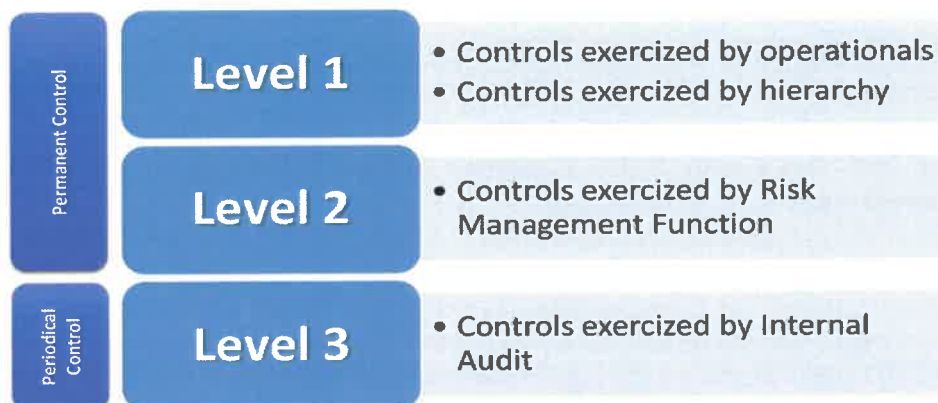 Permanent Control
Level 1
• Controls exercized by operationals
• Controls exercized by hierarchy
Level 2
• Controls exercized by Risk
Management Function
Periodical
Control
Level 3
• Controls exercized by Internal
Audit